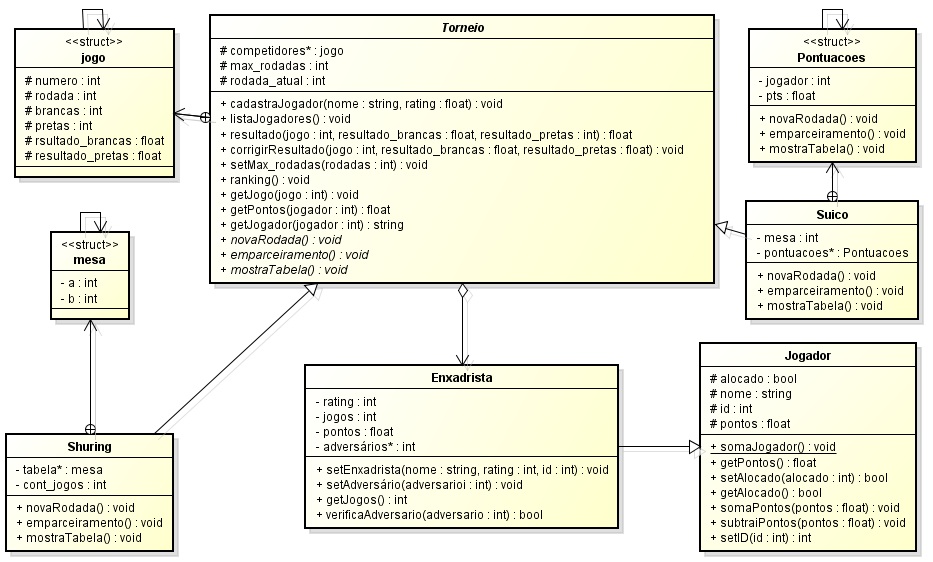 <<struct>>
jogo
# numero : int
# rodada : int
# brancas : int
# pretas : int
# rsultado_brancas : float
# resultado_pretas : float
Torneio
# competidores* : jogo
# max_rodadas : int
# rodada_atual : int
+ cadastraJogador(nome : string, rating : float) : void
+ listaJogadores() : void
+ resultado(jogo : int, resultado_brancas : float, resultado_pretas : int) : float
+ corrigirResultado(jogo : int, resultado_brancas : float, resultado_pretas : float) : void
+ setMax_rodadas(rodadas : int) : void
+ ranking() : void
+ getJogo(jogo : int) : void
+ getPontos(jogador : int) : float
+ getJogador(jogador : int) : string
+ novaRodada() : void
+ emparceiramento() : void
+ mostraTabela() : void
<<struct>>
Pontuacoes
- jogador : int
- pts : float
+ novaRodada() : void
+ emparceiramento() : void
+ mostraTabela() : void
<<struct>>
mesa
- a : int
- b : int
Suico
- mesa : int
- pontuacoes* : Pontuacoes
+ novaRodada() : void
+ emparceiramento() : void
+ mostraTabela() : void
Shuring
- tabela* : mesa
- cont_jogos : int
+ novaRodada() : void
+ emparceiramento() : void
+ mostraTabela() : void
Enxadrista
- rating : int
- jogos : int
- pontos : float
- adversários* : int
+ setEnxadrista(nome : string, rating : int, id : int) : void
+ setAdversário(adversarioi : int) : void
+ getJogos() : int
+ verificaAdversario(adversario : int) : bool
Jogador
# alocado : bool
# nome : string
# id : int
# pontos : float
+ somaJogador() : void
+ getPontos() : float
+ setAlocado(alocado : int) : bool
+ getAlocado() : bool
+ somaPontos(pontos : float) : void
+ subtraiPontos(pontos : float) : void
+ setID(id : int) : int